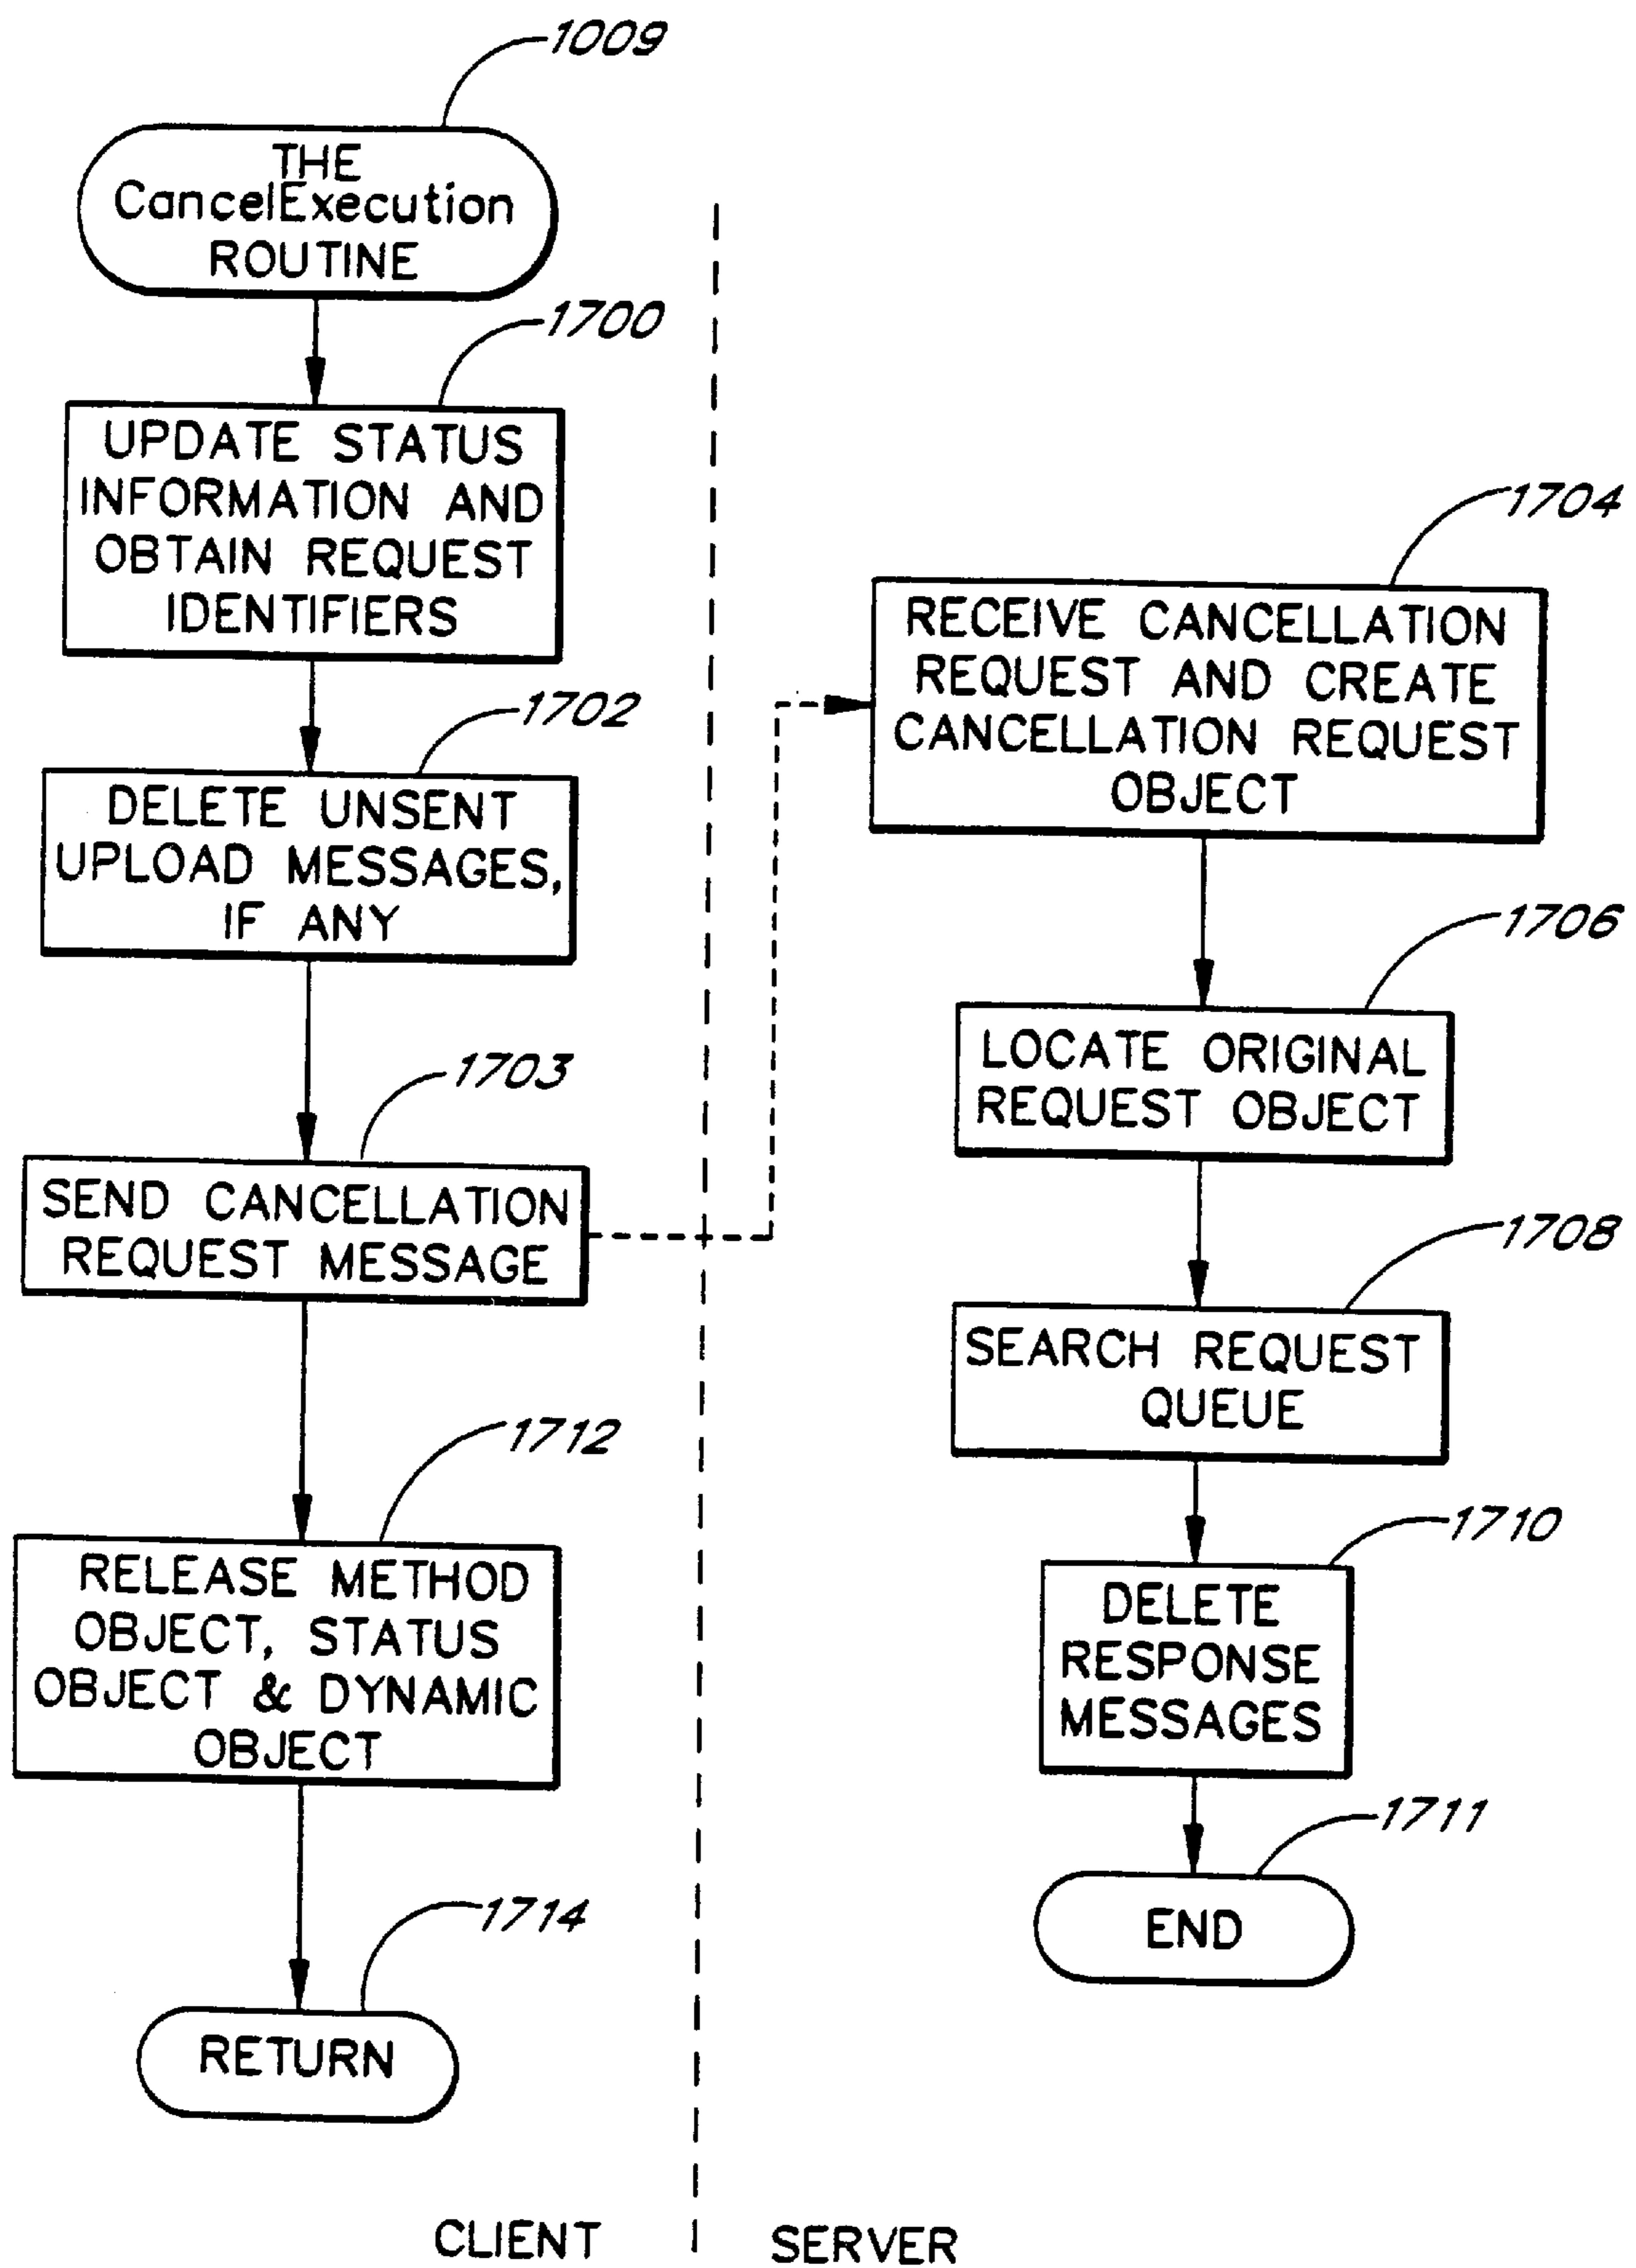 1009
THE
CancelExecution
ROUTINE
1700
UPDATE STATUS
INFORMATION AND
OBTAIN REQUEST
IDENTIFIERS
1702
DELETE UNSENT
UPLOAD MESSAGES,
IF ANY
1703
SEND CANCELLATION
REQUEST MESSAGE
1712
RELEASE METHOD
OBJECT, STATUS
OBJECT & DYNAMIC
OBJECT
1714
RETURN
CLIENT
1704
RECEIVE CANCELLATION
REQUEST AND CREATE
CANCELLATION REQUEST
OBJECT
1706
LOCATE ORIGINAL
REQUEST OBJECT
1708
SEARCH REQUEST
QUEUE
1710
DELETE
RESPONSE
MESSAGES
1711
END
SERVER